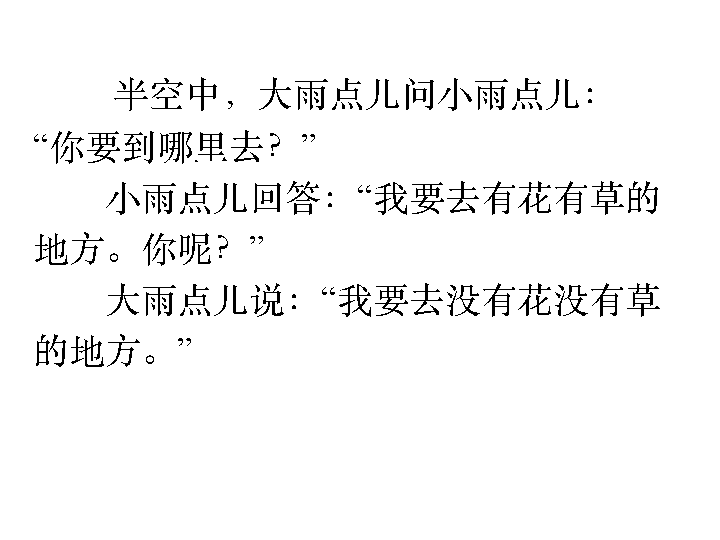 半空中，大雨点儿问小雨点儿：
“你要到哪里去？”
小雨点儿回答：“我要去有花有草的
地方。你呢？”
大雨点儿说：“我要去没有花没有草
的地方。”